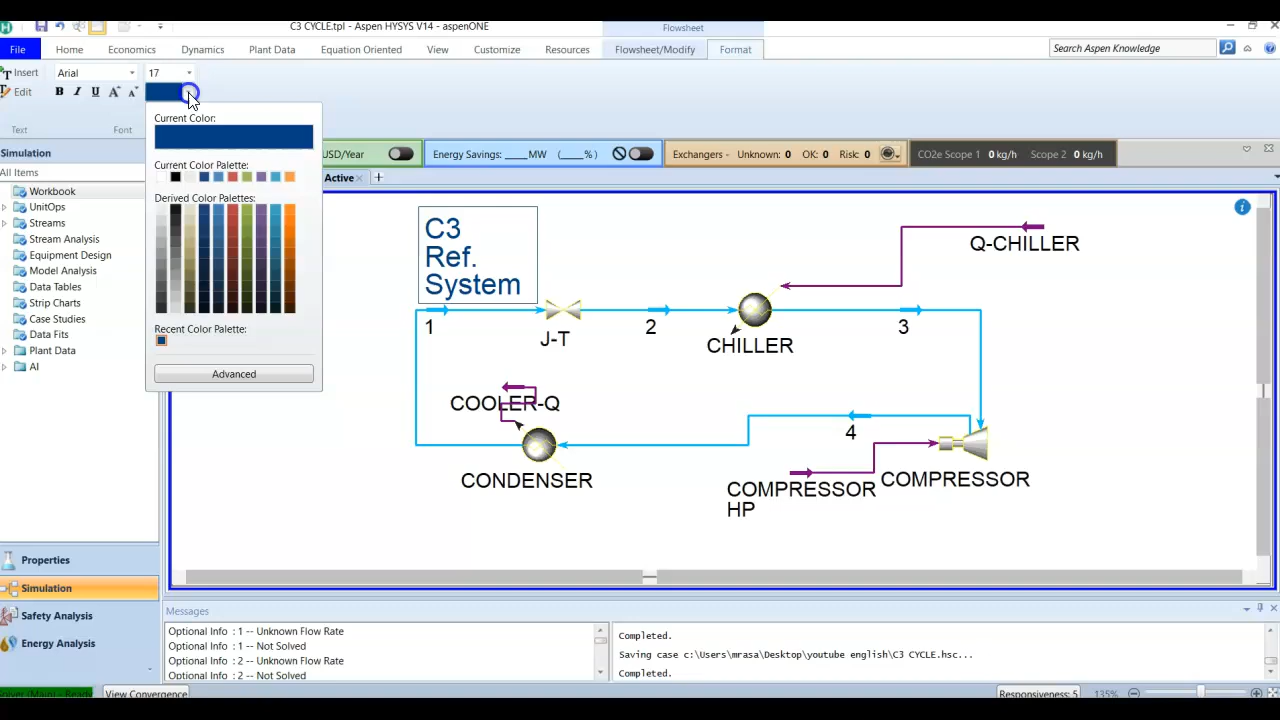 C3 CYCLE.tpl - Aspen HYSYS V14 - aspenONE
Flowsheet
File
Home
Economics
Dynamics
Plant Data
Equation Oriented
View
Customize
Resources
Flowsheet/Modify
Format
Search Aspen Knowledge
Insert
Arial
17
Edit
B I U A A
Text
Font
Current Color:
Current Color Palette:
Derived Color Palettes:
Recent Color Palette:
Advanced
Simulation
All Items
Workbook
UnitOps
Streams
Stream Analysis
Equipment Design
Model Analysis
Data Tables
Strip Charts
Case Studies
Data Fits
Plant Data
AI
Properties
Simulation
Safety Analysis
Energy Analysis
USD/Year
Energy Savings: ____ MW (____%)
Exchangers - Unknown: 0 OK: 0 Risk: 0
CO2e Scope 1 0 kg/h Scope 2 0 kg/h
Active
C3
Ref.
System
Q-CHILLER
1
J-T
2
CHILLER
3
COOLER-Q
CONDENSER
4
COMPRESSOR
COMPRESSOR
HP
Messages
Optional Info : 1 -- Unknown Flow Rate
Optional Info : 1 -- Not Solved
Optional Info : 2 -- Unknown Flow Rate
Optional Info : 2 -- Not Solved
Completed.
Saving case c:\Users\mrasa\Desktop\youtube english\C3 CYCLE.hsc...
Completed.
Solver (Main) - Ready
View Convergence
Responsiveness: 5
135%